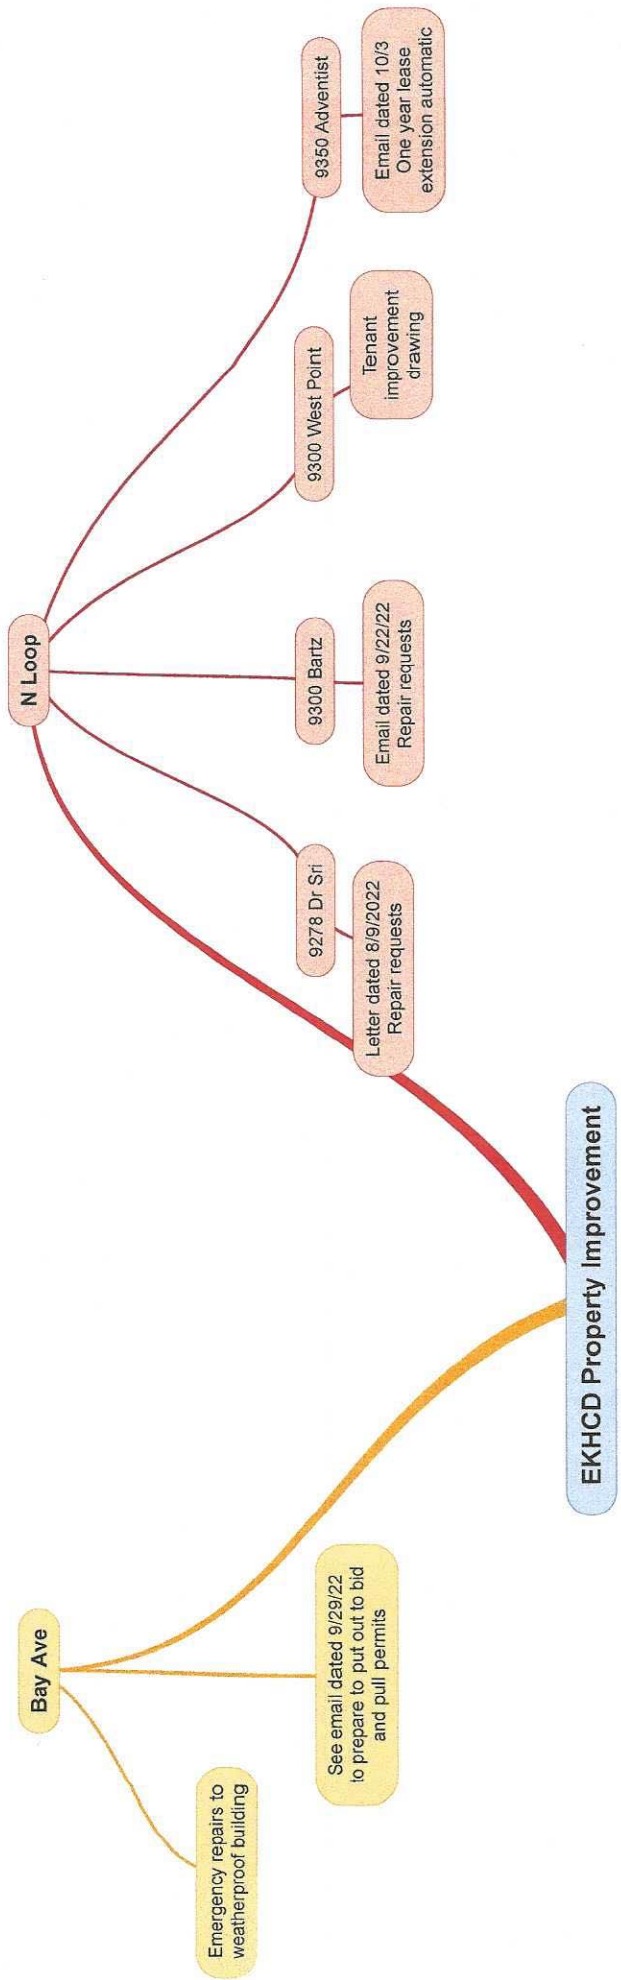 EKHCD Property Improvement
Bay Ave
Emergency repairs to
weatherproof building
See email dated 9/29/22
to prepare to put out to bid
and pull permits
N Loop
9278 Dr Sri
Letter dated 8/9/2022
Repair requests
9300 Bartz
Email dated 9/22/22
Repair requests
9300 West Point
Tenant
improvement
drawing
9350 Adventist
Email dated 10/3
One year lease
extension automatic